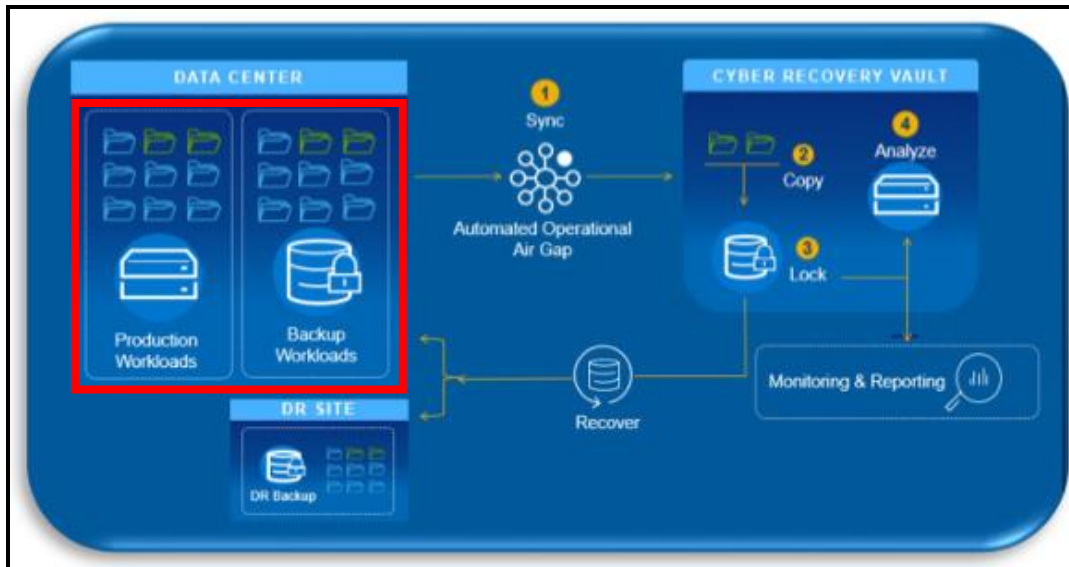 DATA CENTER
Production
Workloads
Backup
Workloads
1
Sync
Automated Operational
Air Gap
CYBER RECOVERY VAULT
2
Copy
3
Lock
4
Analyze
Monitoring & Reporting
Recover
DR SITE
DR Backup